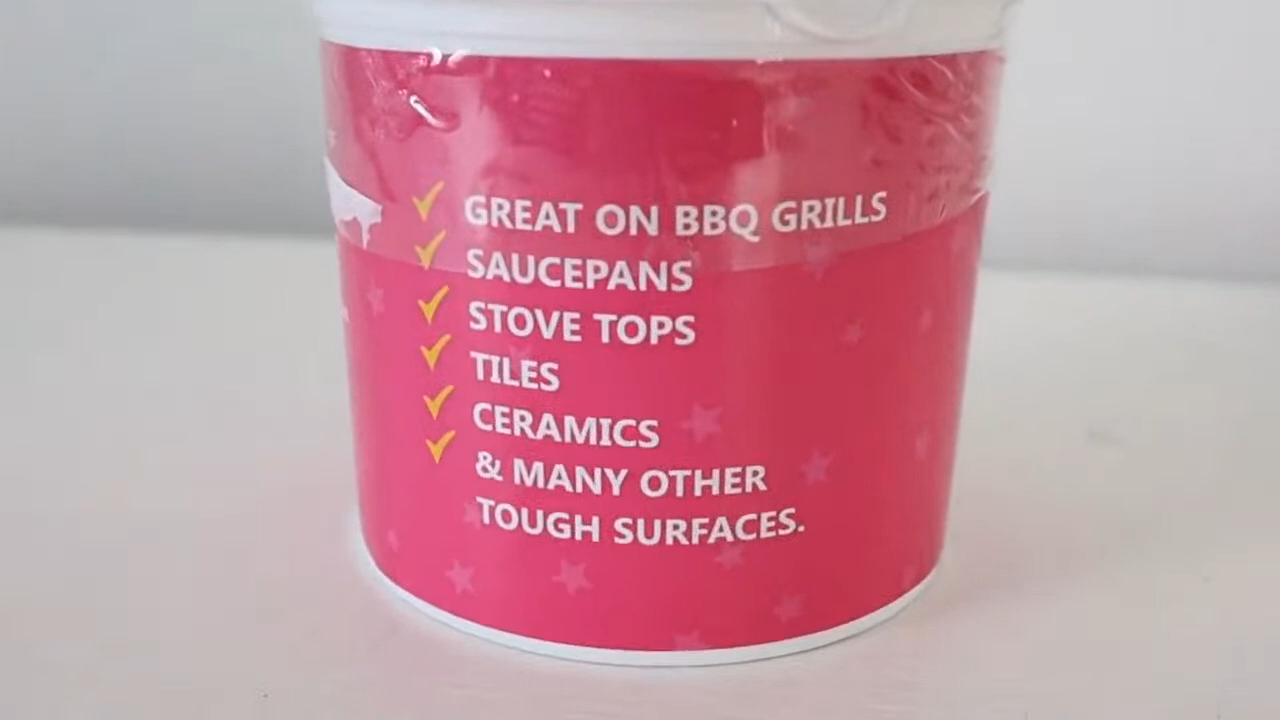 GREAT ON BBQ GRILLS
SAUCEPANS
STOVE TOPS
TILES
CERAMICS
& MANY OTHER
TOUGH SURFACES.